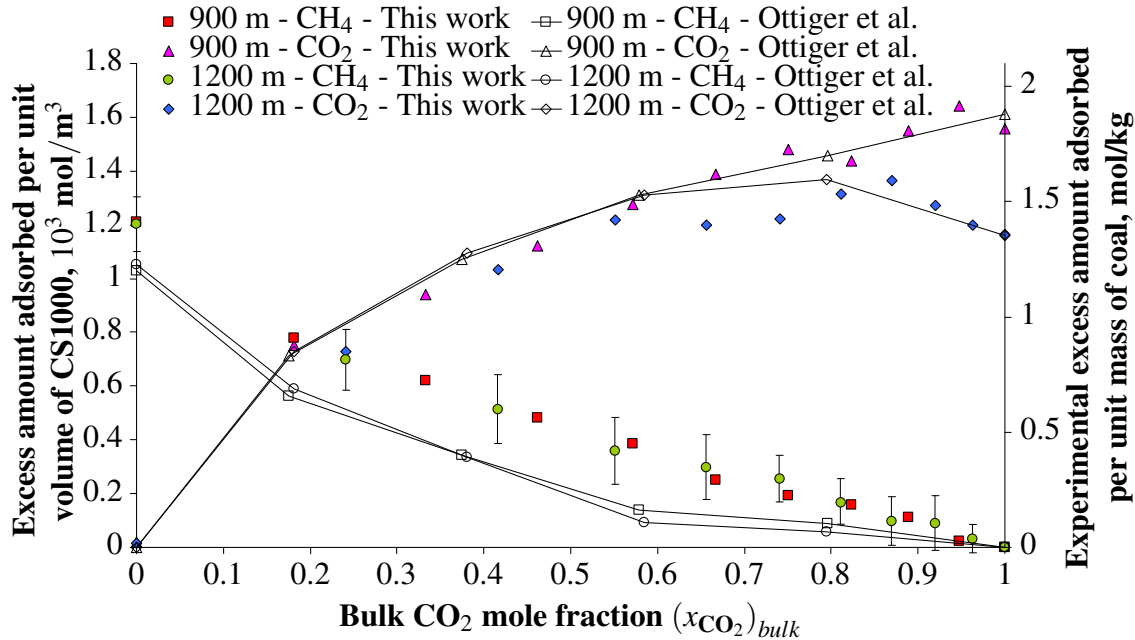 900 m - CH₄ - This work
900 m - CH₄ - Ottiger et al.
900 m - CO₂ - This work
900 m - CO₂ - Ottiger et al.
1200 m - CH₄ - This work
1200 m - CH₄ - Ottiger et al.
1200 m - CO₂ - This work
1200 m - CO₂ - Ottiger et al.
Excess amount adsorbed per unit
volume of CS1000, 10³ mol/m³
1.8
1.6
1.4
1.2
1
0.8
0.6
0.4
0.2
0
0 0.1 0.2 0.3 0.4 0.5 0.6 0.7 0.8 0.9 1
Bulk CO₂ mole fraction (x_CO₂)_bulk
2
1.5
1
0.5
0
Experimental excess amount adsorbed
per unit mass of coal, mol/kg